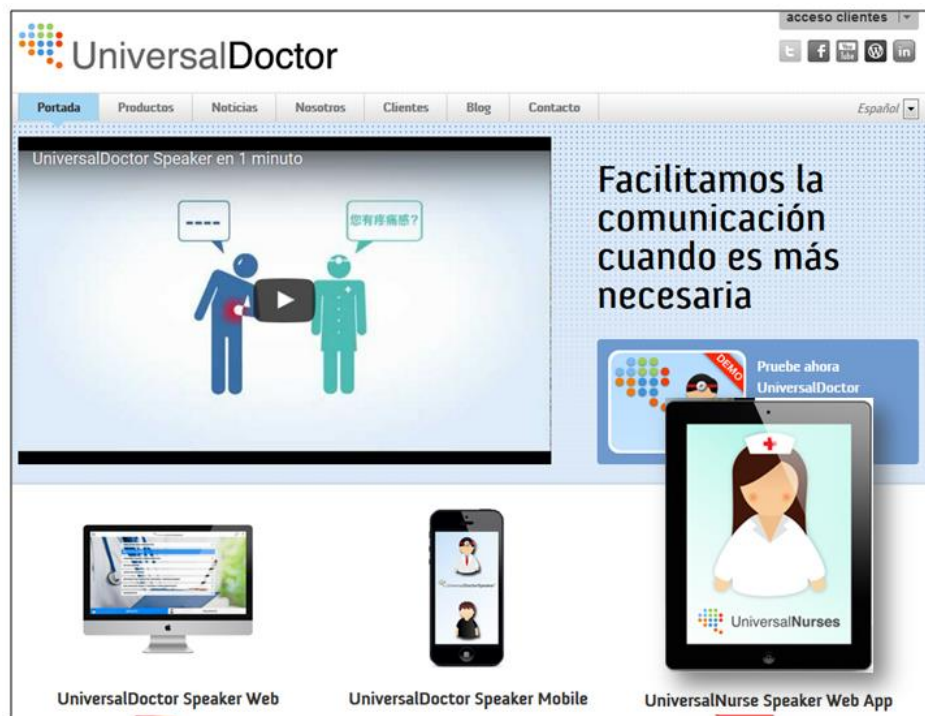 acceso clientes
UniversalDoctor
Portada Productos Noticias Nosotros Clientes Blog Contacto Español
UniversalDoctor Speaker en 1 minuto
----
您有疼痛感?
Facilitamos la
comunicación
cuando es más
necesaria
DEMO
Pruebe ahora
UniversalDoctor
UniversalDoctorSpeaker
UniversalNurses
UniversalDoctor Speaker Web
UniversalDoctor Speaker Mobile
UniversalNurse Speaker Web App